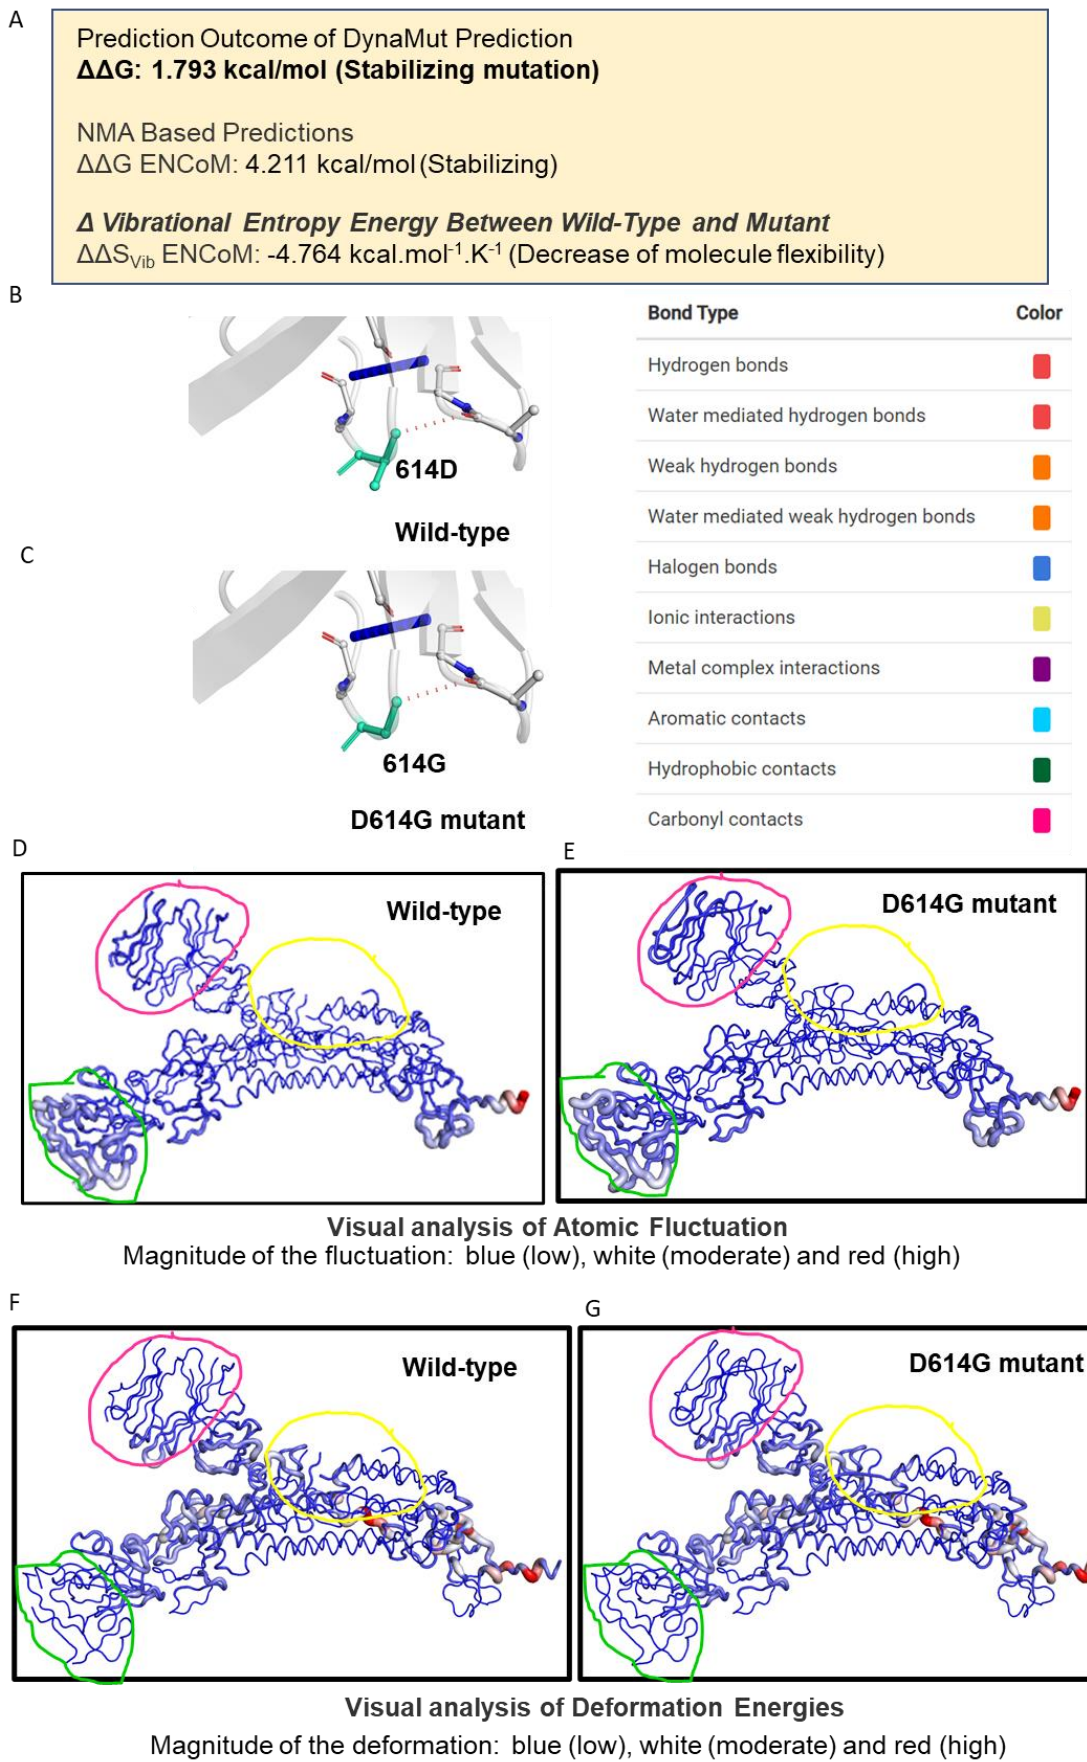 A
Prediction Outcome of DynaMut Prediction
ΔΔG: 1.793 kcal/mol (Stabilizing mutation)
NMA Based Predictions
ΔΔG ENCoM: 4.211 kcal/mol (Stabilizing)
Δ Vibrational Entropy Energy Between Wild-Type and Mutant
ΔΔS_Vib ENCoM: -4.764 kcal.mol⁻¹.K⁻¹ (Decrease of molecule flexibility)
B
614D
Wild-type
C
614G
D614G mutant
Bond Type Color
Hydrogen bonds
Water mediated hydrogen bonds
Weak hydrogen bonds
Water mediated weak hydrogen bonds
Halogen bonds
Ionic interactions
Metal complex interactions
Aromatic contacts
Hydrophobic contacts
Carbonyl contacts
D
Wild-type
E
D614G mutant
Visual analysis of Atomic Fluctuation
Magnitude of the fluctuation: blue (low), white (moderate) and red (high)
F
Wild-type
G
D614G mutant
Visual analysis of Deformation Energies
Magnitude of the deformation: blue (low), white (moderate) and red (high)